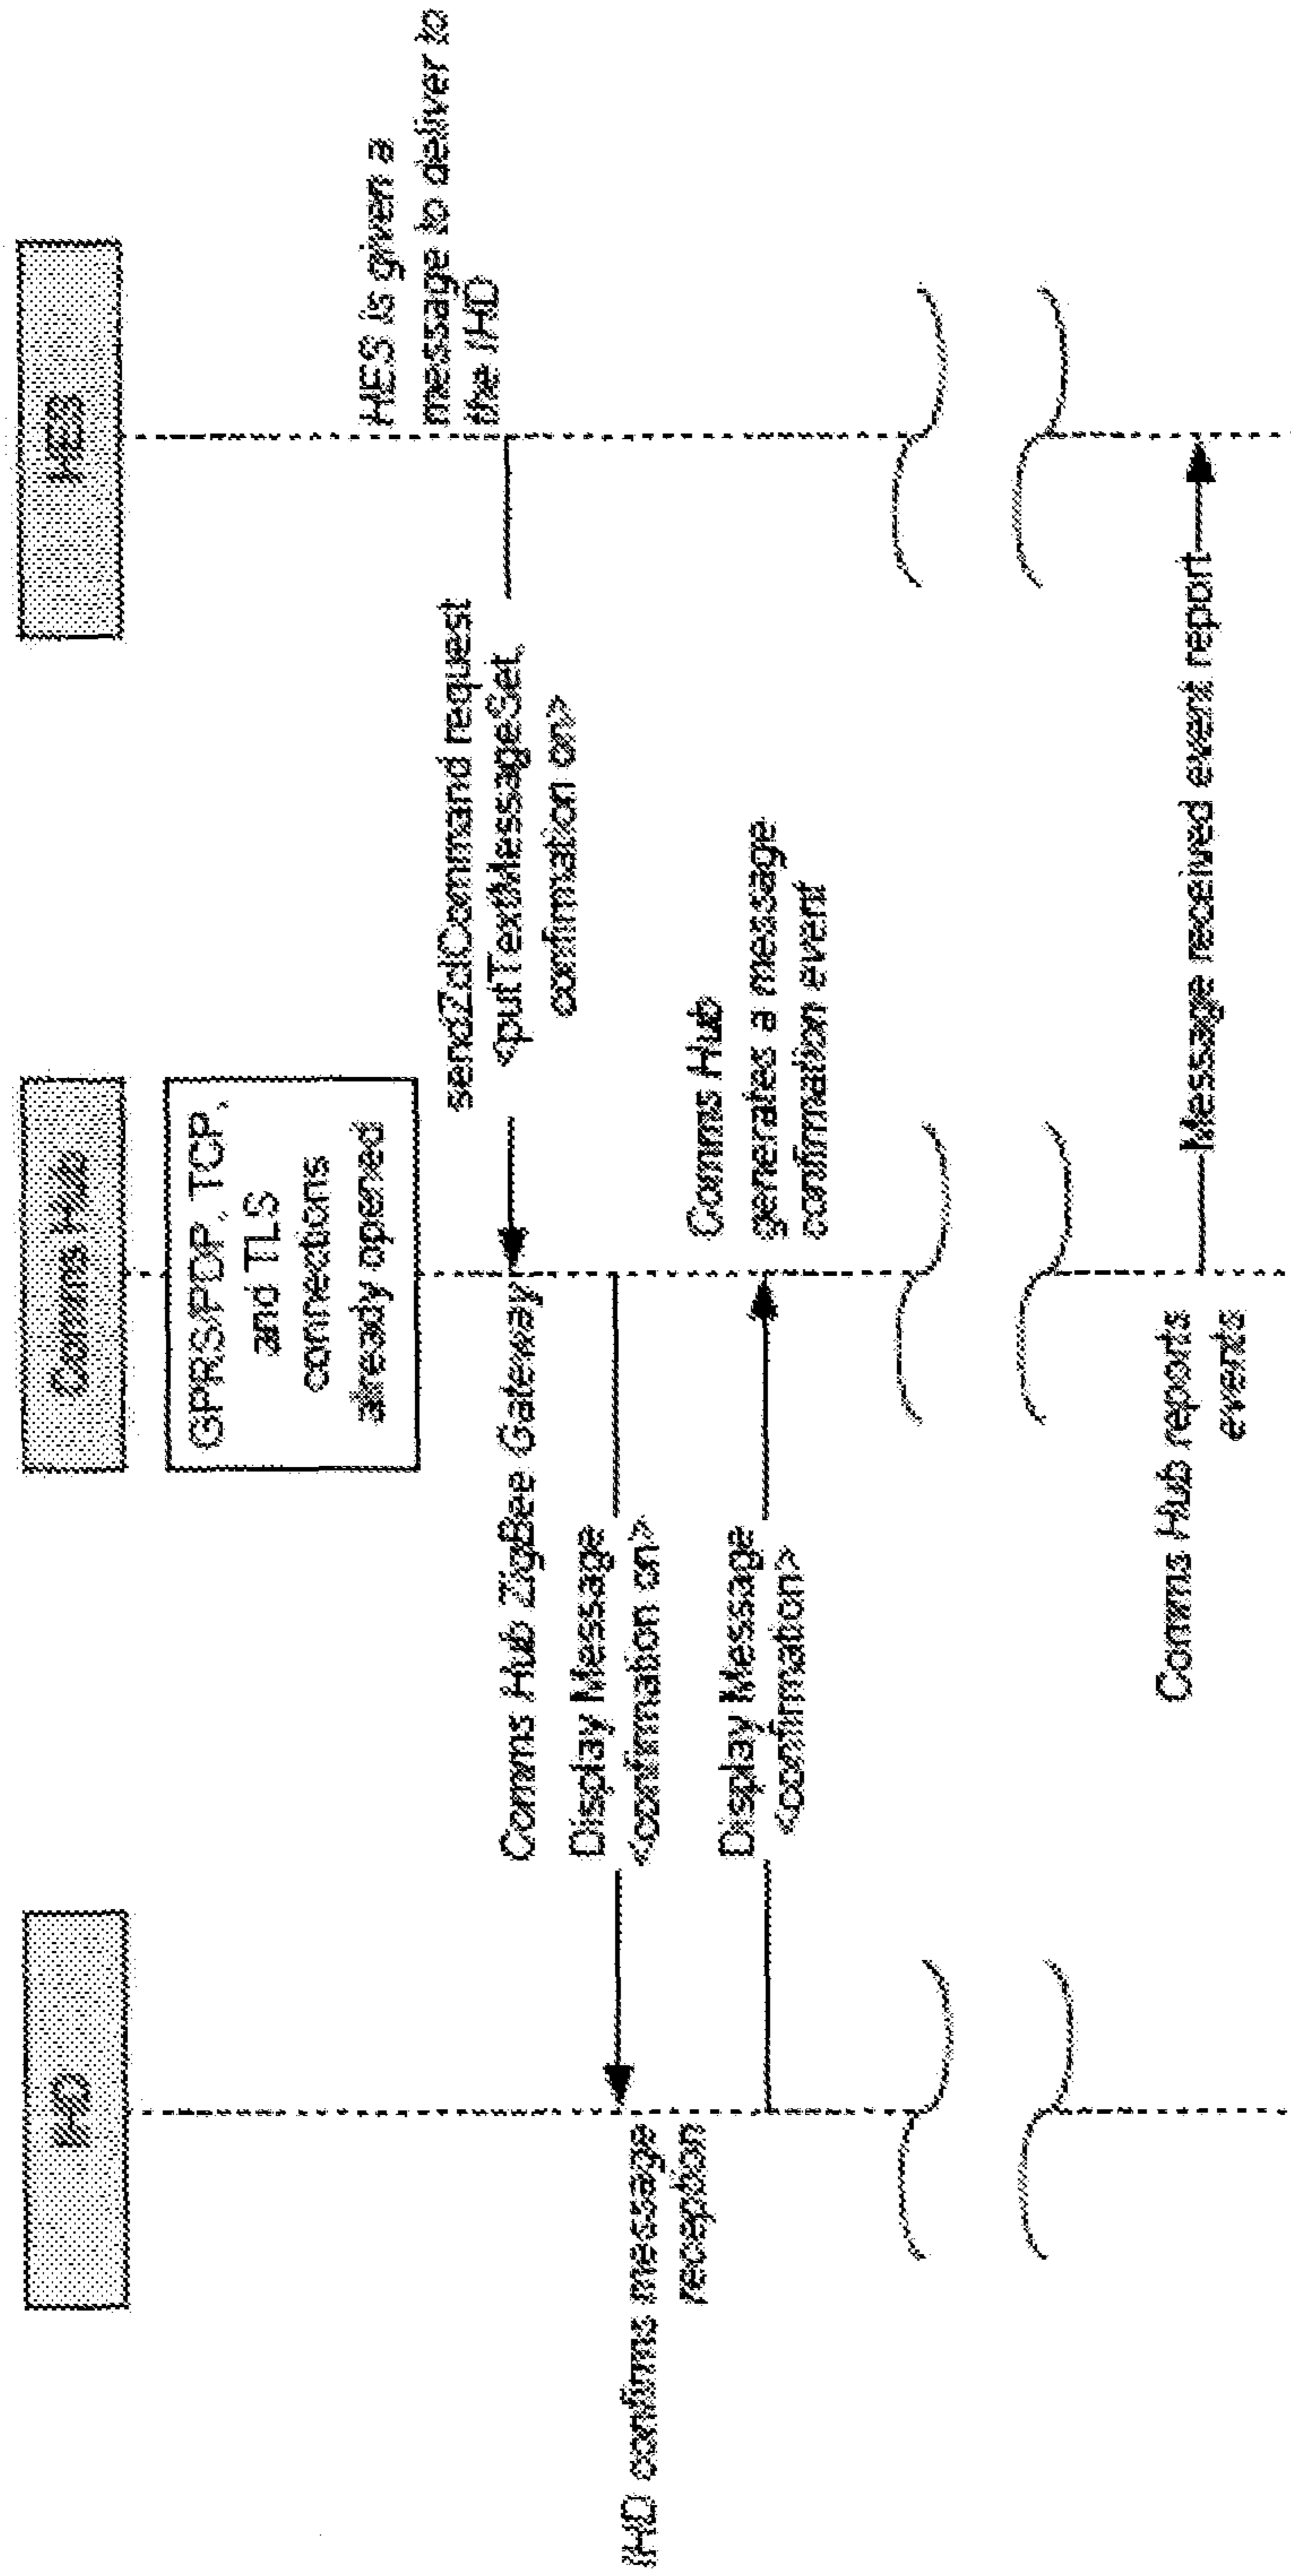 IHD
Comms Hub
HES
GPRS/PDP, TCP,
and TLS
connections
already opened
HES is given a
message to deliver to
the IHD
sendZclCommand request
<putTextMessageSet,
confirmation on>
Comms Hub ZigBee Gateway
Display Message
<confirmation on>
IHD confirms message
reception
Display Message
<confirmation>
Comms Hub
generates a message
confirmation event
Comms Hub reports
events
Message received event report